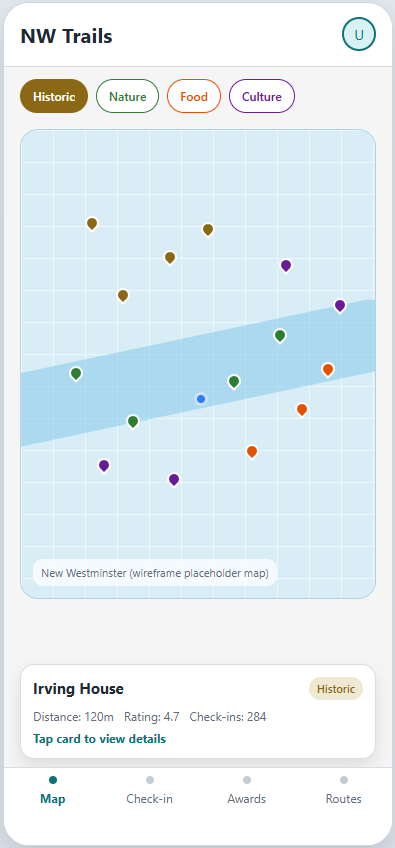 NW Trails
U
Historic Nature Food Culture
New Westminster (wireframe placeholder map)
Irving House Historic
Distance: 120m Rating: 4.7 Check-ins: 284
Tap card to view details
Map Check-in Awards Routes